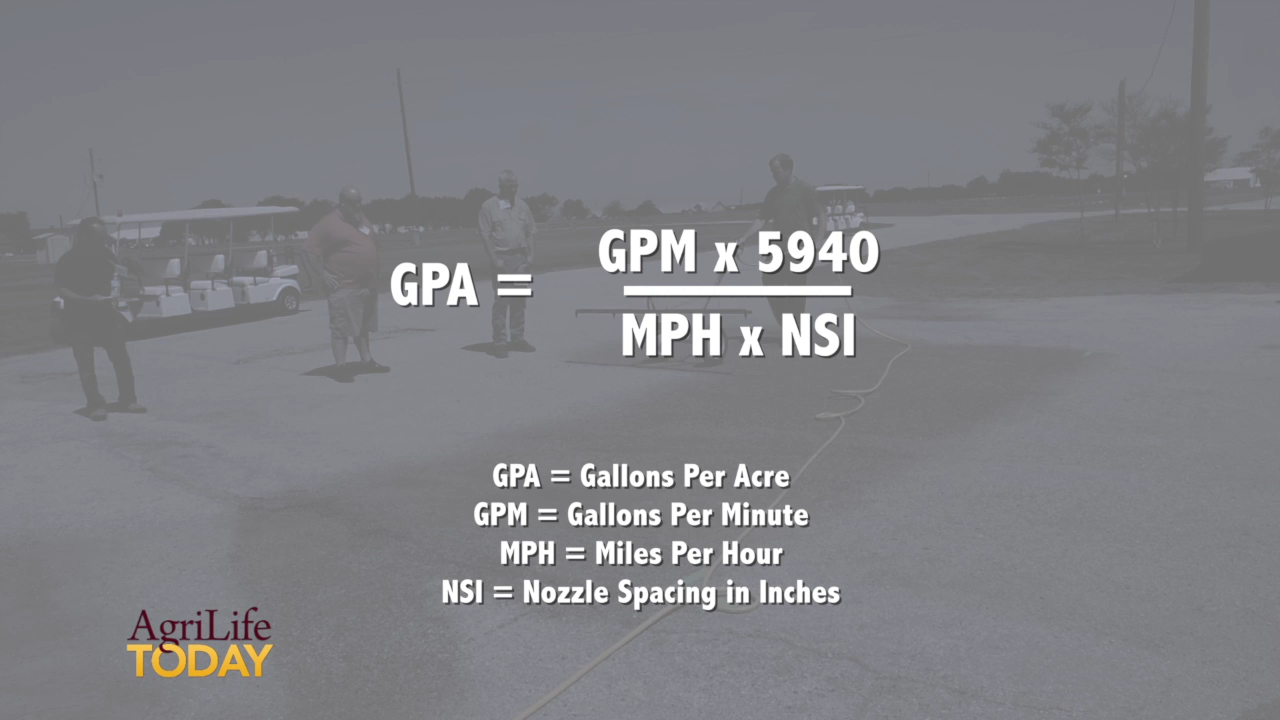 GPA = GPM x 5940
MPH x NSI
GPA = Gallons Per Acre
GPM = Gallons Per Minute
MPH = Miles Per Hour
NSI = Nozzle Spacing in Inches
AgriLife
TODAY